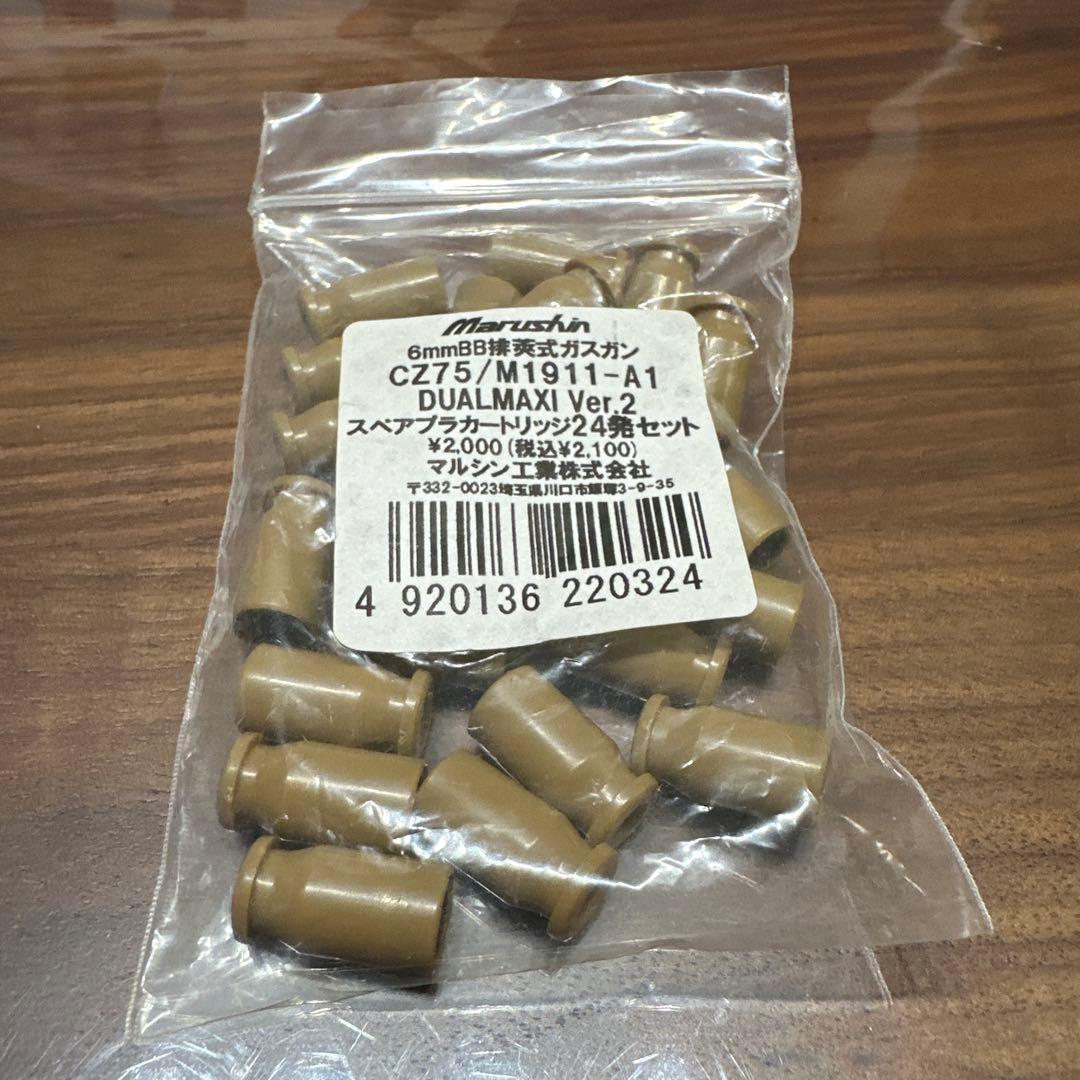 Marushin
6mmBB排莢式ガスガン
CZ75/M1911-A1
DUALMAXI Ver.2
スペアプラカートリッジ24発セット
¥2,000(税込¥2,100)
マルシン工業株式会社
〒332-0023埼玉県川口市飯塚3-9-35
4 920136 220324